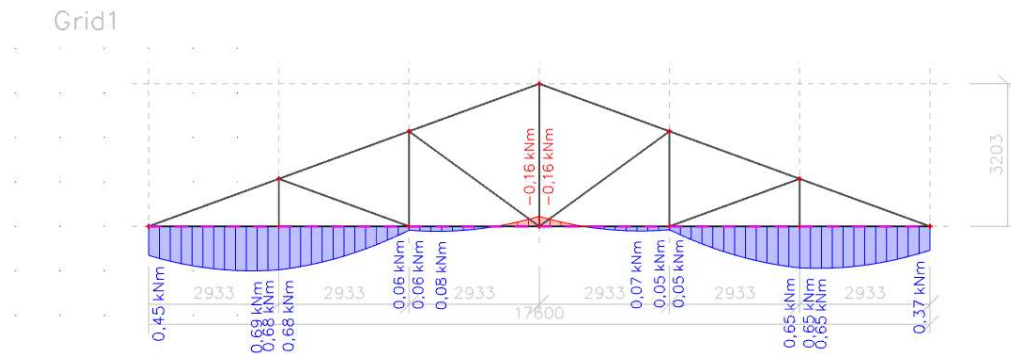 Grid1
-0,16 kNm
-0,16 kNm
3203
0,45 kNm
0,69 kNm
0,68 kNm
0,68 kNm
0,06 kNm
0,06 kNm
0,08 kNm
0,07 kNm
0,05 kNm
0,05 kNm
0,65 kNm
0,65 kNm
0,65 kNm
0,37 kNm
2933
2933
2933
2933
2933
2933
17600